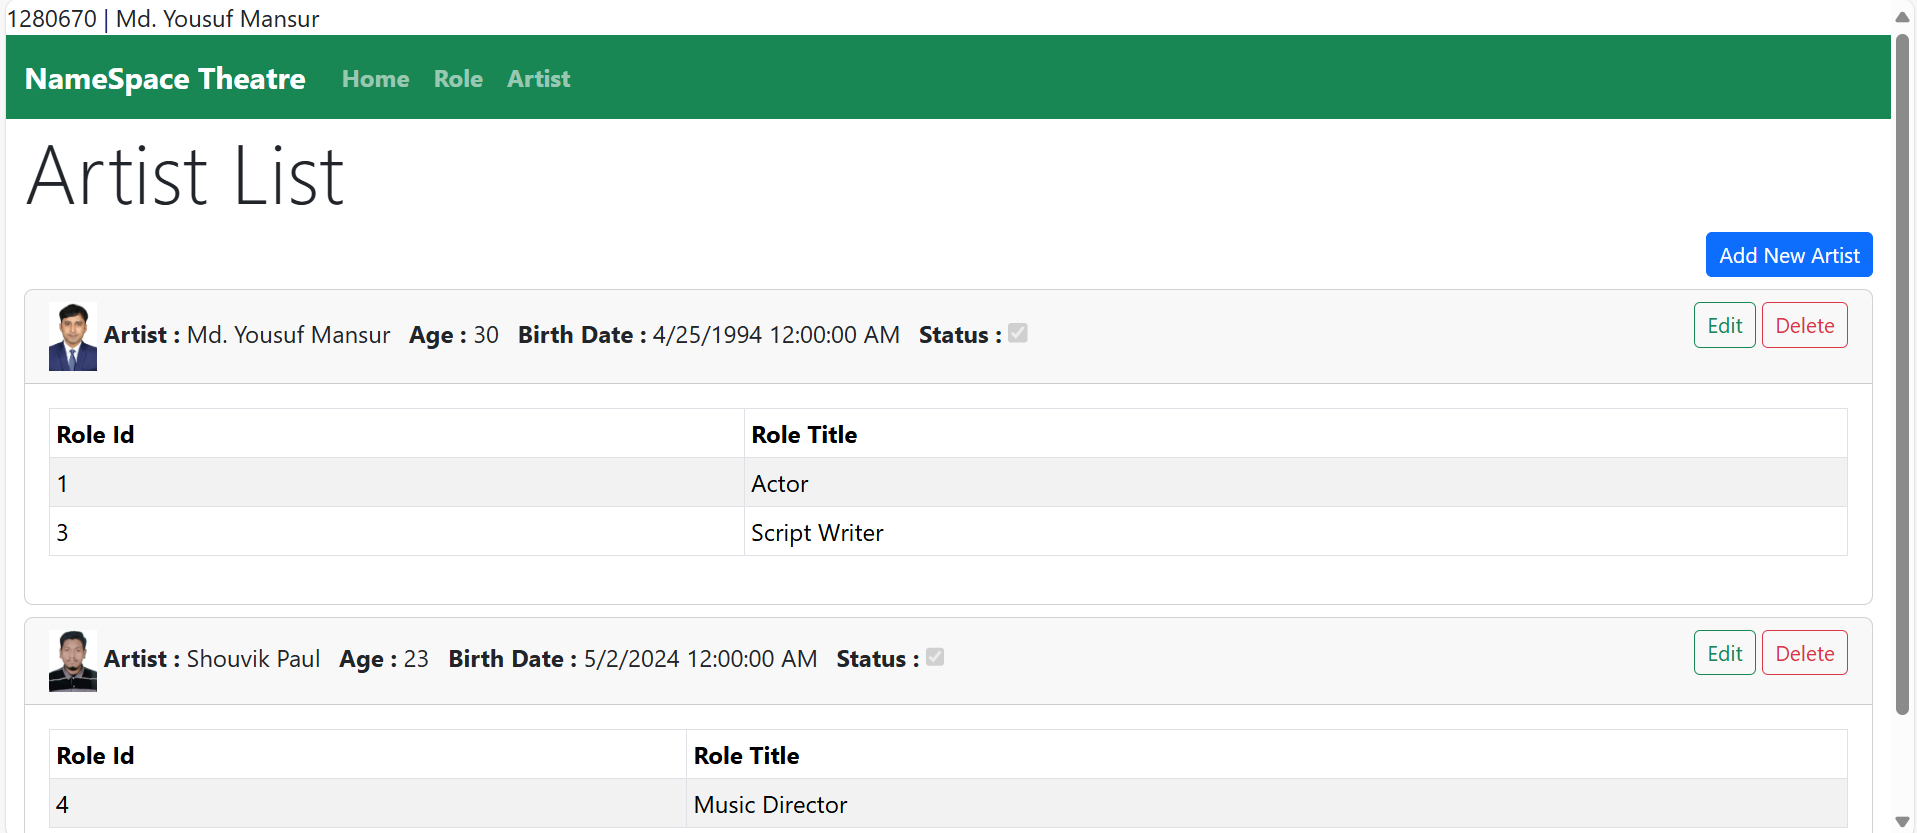 1280670 | Md. Yousuf Mansur
NameSpace Theatre Home Role Artist
Artist List
Add New Artist
Artist : Md. Yousuf Mansur Age : 30 Birth Date : 4/25/1994 12:00:00 AM Status : Edit Delete
Role Id Role Title
1 Actor
3 Script Writer
Artist : Shouvik Paul Age : 23 Birth Date : 5/2/2024 12:00:00 AM Status : Edit Delete
Role Id Role Title
4 Music Director